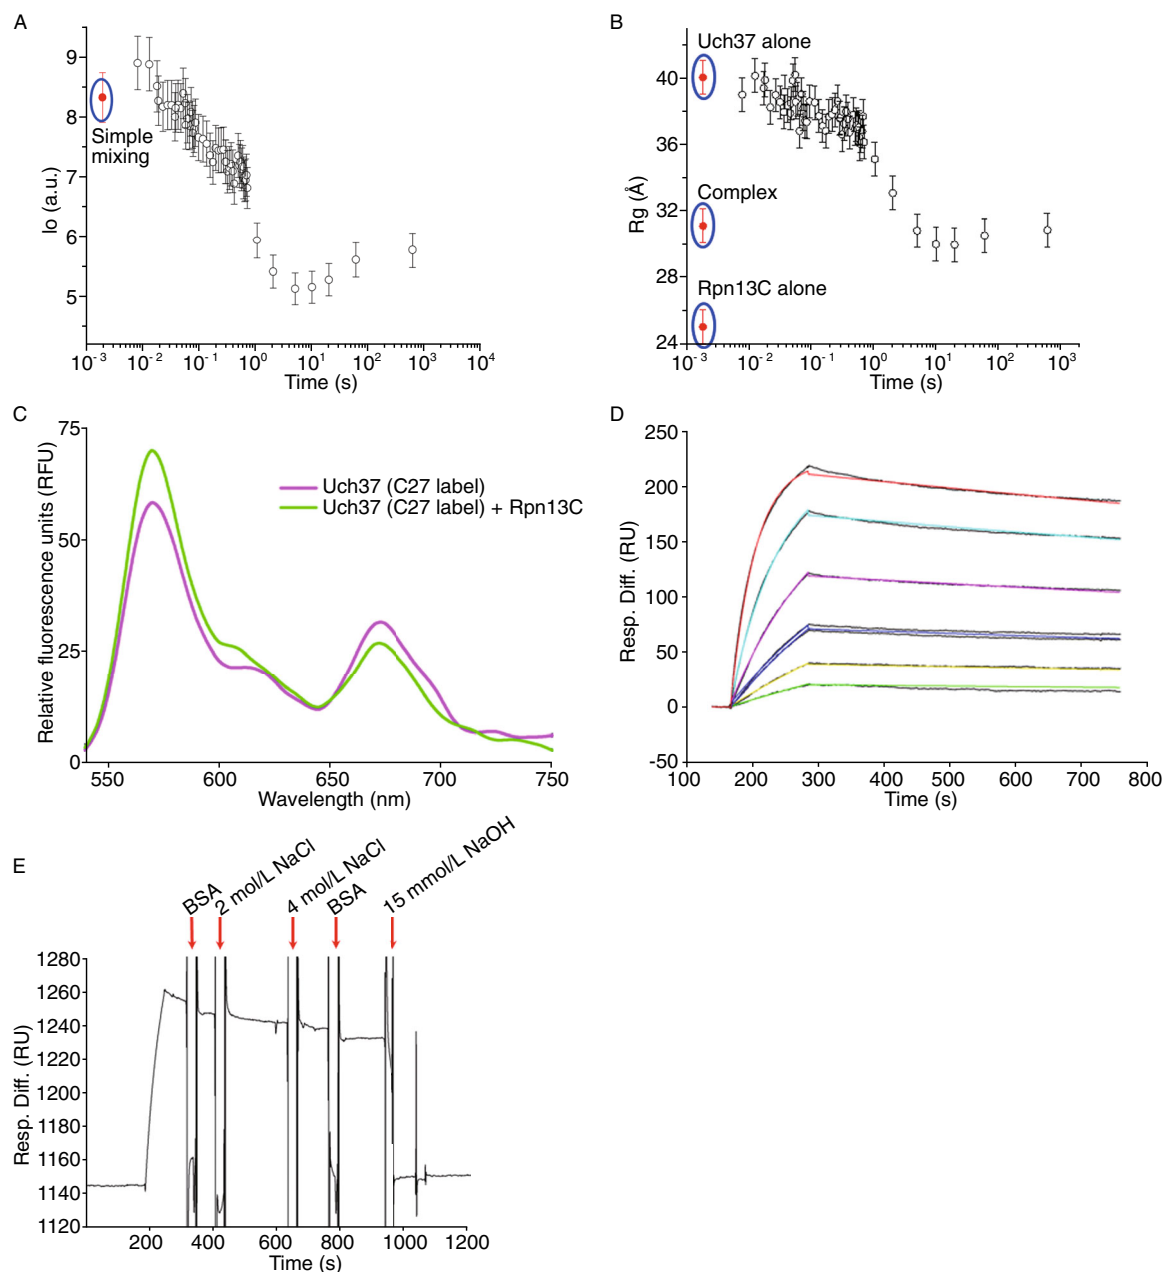 A
9
8
7
6
5
Io (a.u.)
Simple
mixing
10⁻³ 10⁻² 10⁻¹ 10⁰ 10¹ 10² 10³ 10⁴
Time (s)
B
Uch37 alone
40
36
32
28
24
Rg (Å)
Complex
Rpn13C alone
10⁻³ 10⁻² 10⁻¹ 10⁰ 10¹ 10² 10³
Time (s)
C
75
50
25
0
Relative fluorescence units (RFU)
Uch37 (C27 label)
Uch37 (C27 label) + Rpn13C
550 600 650 700 750
Wavelength (nm)
D
250
200
150
100
50
0
-50
Resp. Diff. (RU)
100 200 300 400 500 600 700 800
Time (s)
E
BSA
2 mol/L NaCl
4 mol/L NaCl
BSA
15 mmol/L NaOH
1280
1260
1240
1220
1200
1180
1160
1140
1120
Resp. Diff. (RU)
200 400 600 800 1000 1200
Time (s)